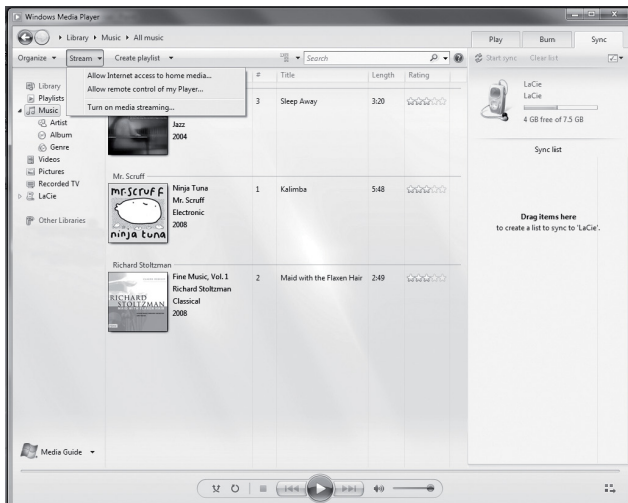 Windows Media Player
Library ▸ Music ▸ All music
Play Burn Sync
Organize Stream Create playlist Search Start sync Clear list
Allow Internet access to home media...
Allow remote control of my Player...
Turn on media streaming...
# Title Length Rating
Library
Playlists
Music
Artist
Album
Genre
Videos
Pictures
Recorded TV
LaCie
Other Libraries
3 Sleep Away 3:20
Jazz
2004
Mr. Scruff
mr.scruff
ninja tuna
Ninja Tuna 1 Kalimba 5:48
Mr. Scruff
Electronic
2008
Richard Stoltzman
RICHARD
STOLTZMAN
Fine Music, Vol. 1 2 Maid with the Flaxen Hair 2:49
Richard Stoltzman
Classical
2008
LaCie
LaCie
4 GB free of 7.5 GB
Sync list
Drag items here
to create a list to sync to 'LaCie'.
Media Guide